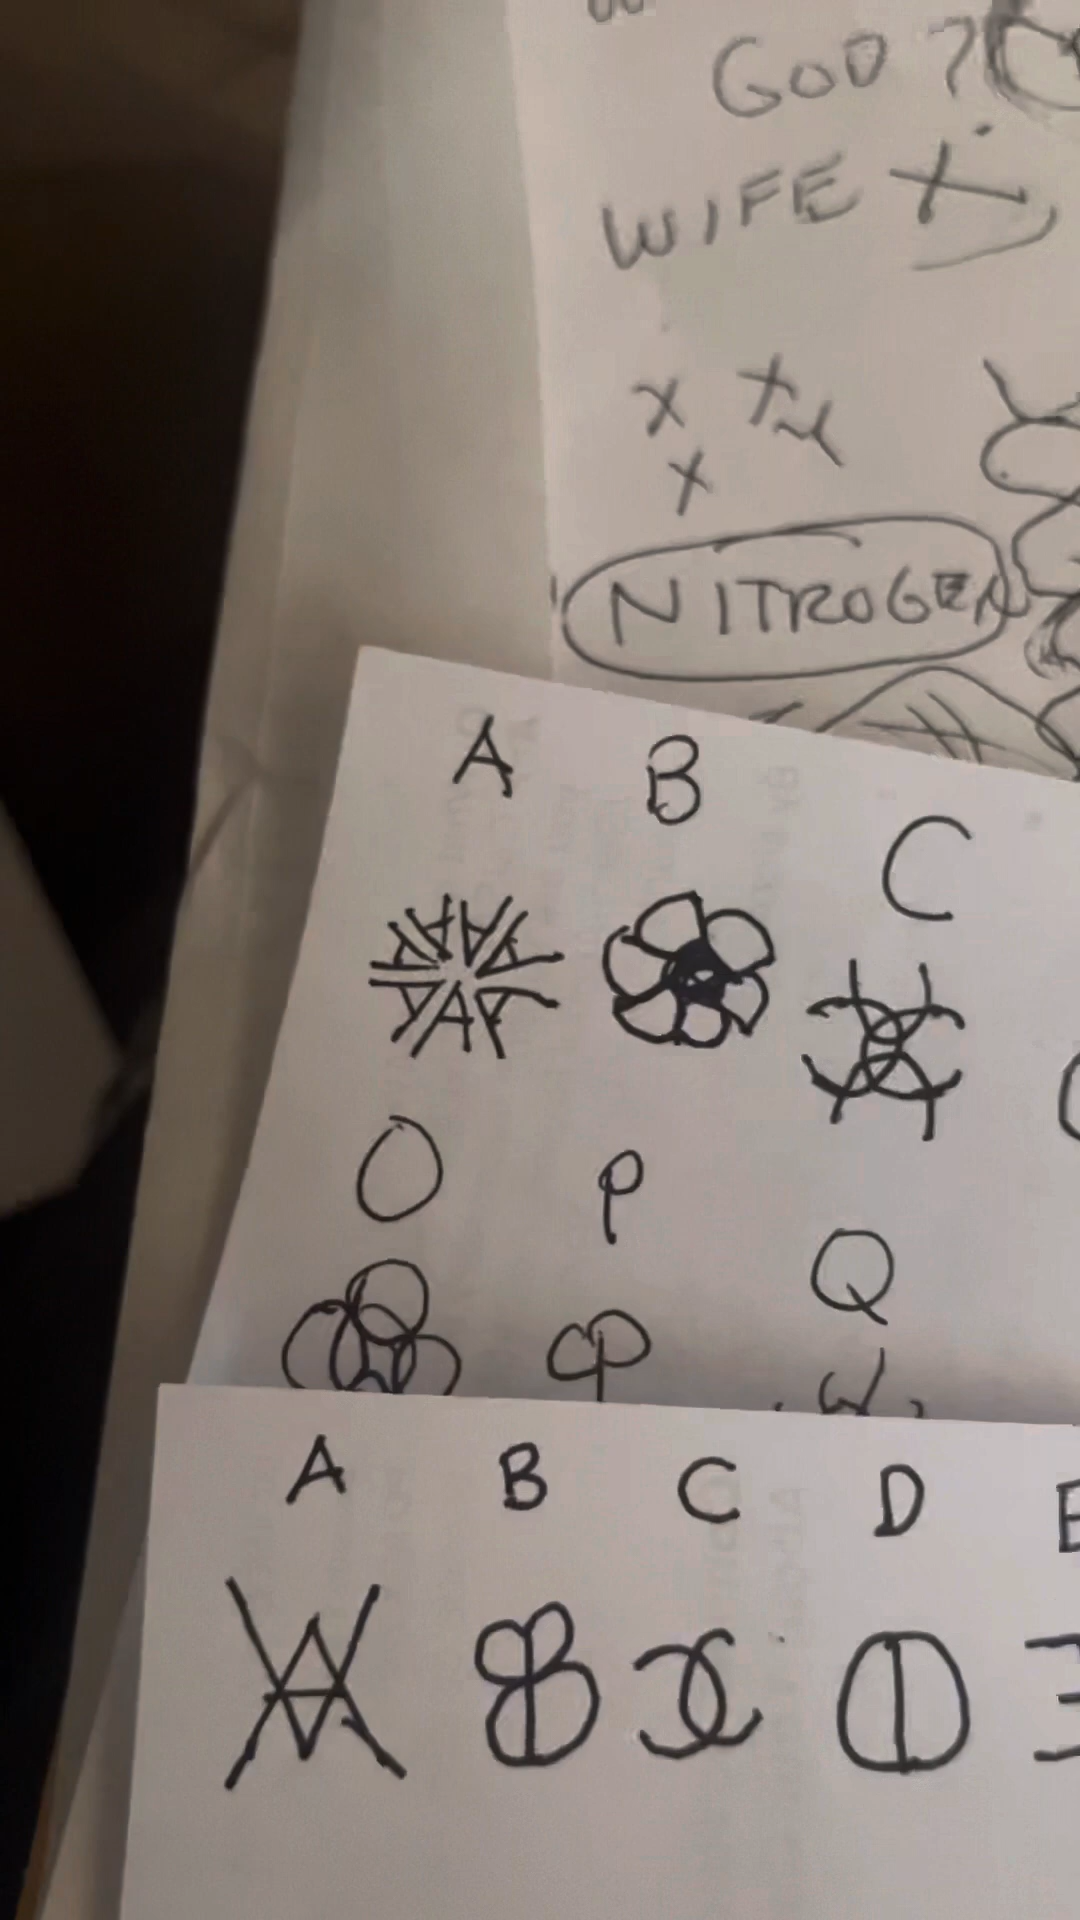 GOD ?
WIFE X
X X
X
NITROGEN
A B C
O P Q
A B C D